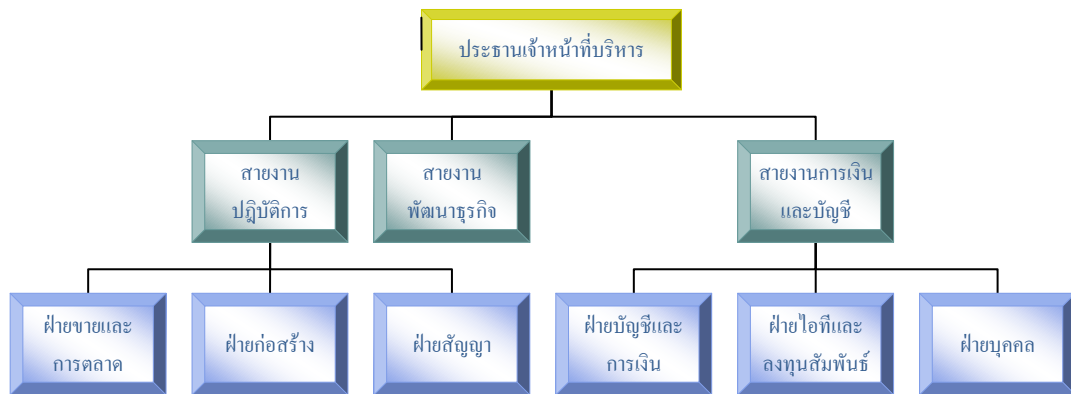 ประธานเจ้าหน้าที่บริหาร
สายงาน
ปฎิบัติการ
สายงาน
พัฒนาธุรกิจ
สายงานการเงิน
และบัญชี
ฝ่ายขายและ
การตลาด
ฝ่ายก่อสร้าง
ฝ่ายสัญญา
ฝ่ายบัญชีและ
การเงิน
ฝ่ายไอทีและ
ลงทุนสัมพันธ์
ฝ่ายบุคคล